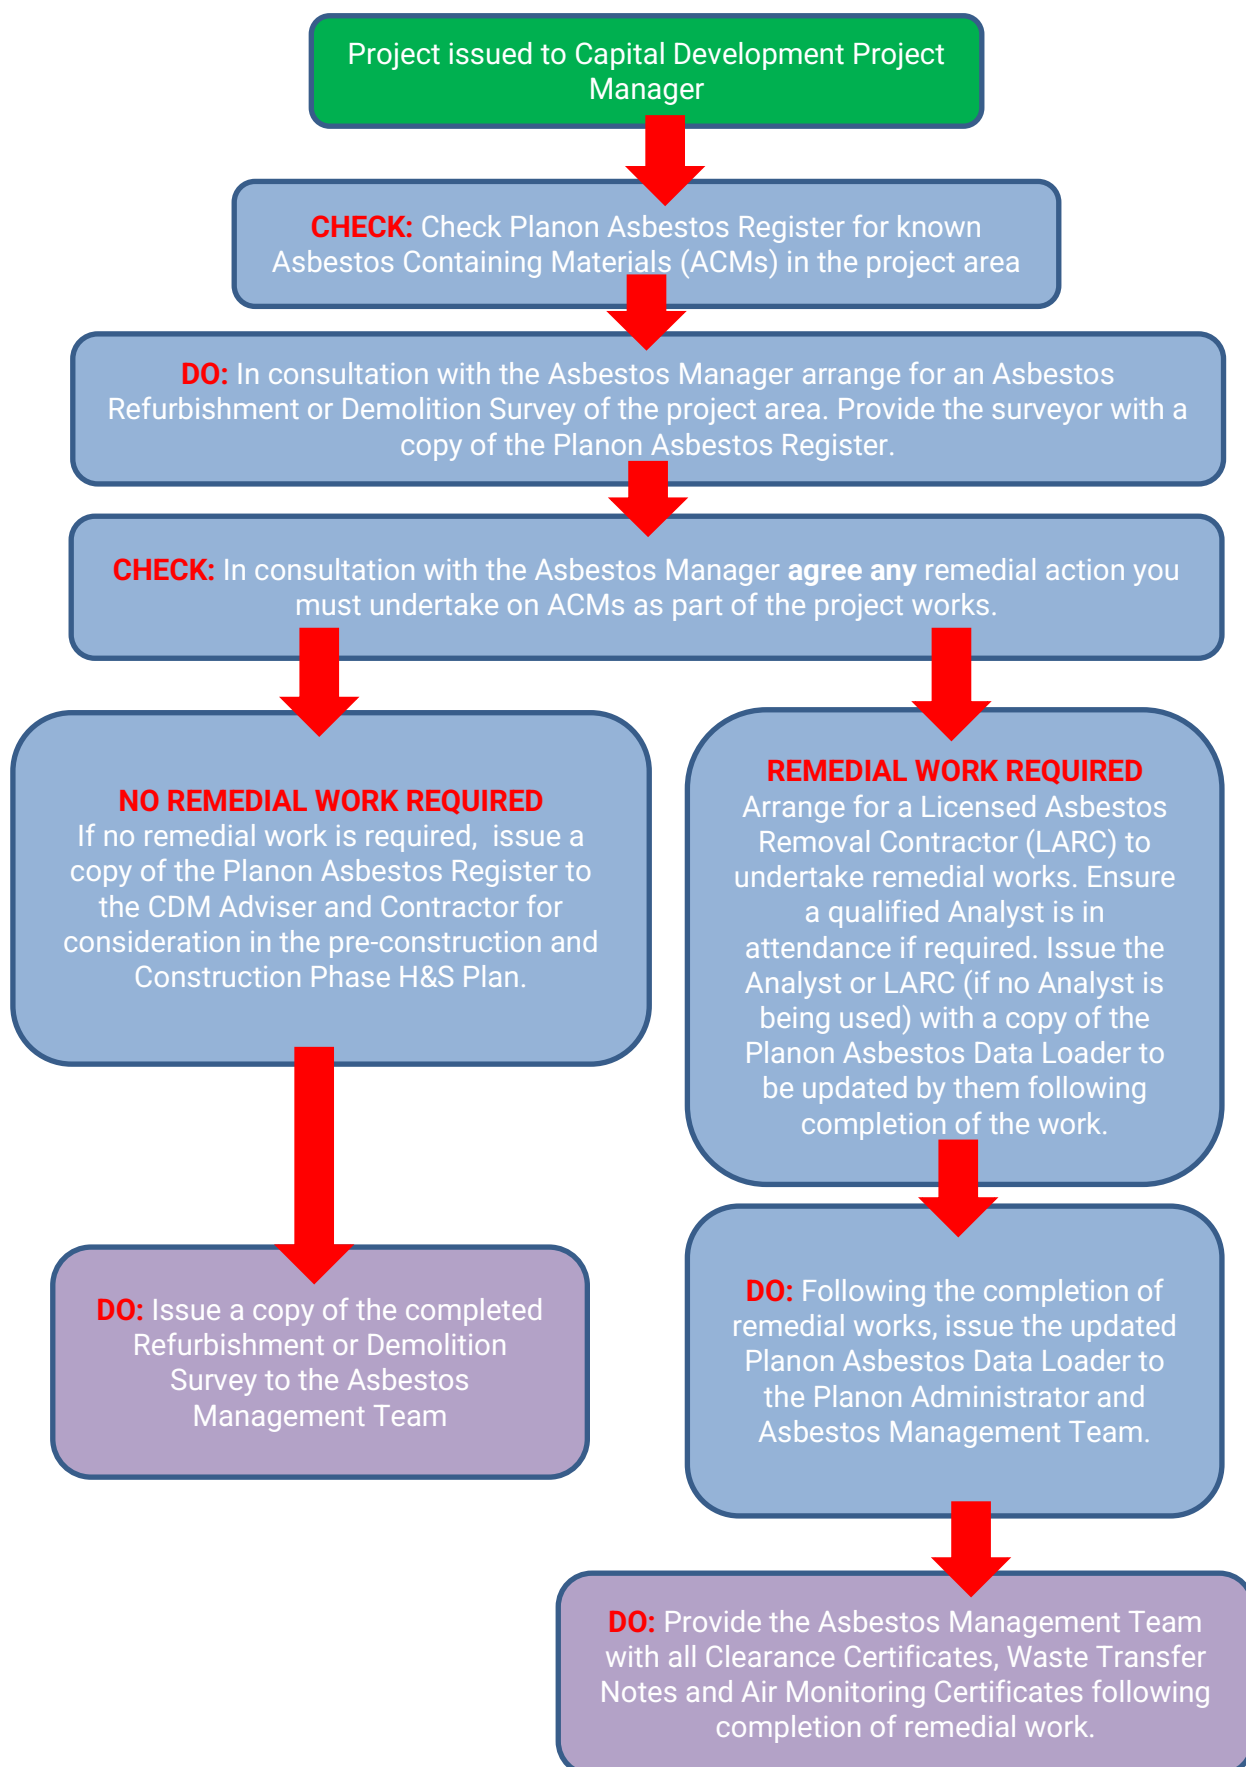 Project issued to Capital Development Project
Manager
CHECK: Check Planon Asbestos Register for known
Asbestos Containing Materials (ACMs) in the project area
DO: In consultation with the Asbestos Manager arrange for an Asbestos
Refurbishment or Demolition Survey of the project area. Provide the surveyor with a
copy of the Planon Asbestos Register.
CHECK: In consultation with the Asbestos Manager agree any remedial action you
must undertake on ACMs as part of the project works.
NO REMEDIAL WORK REQUIRED
If no remedial work is required, issue a
copy of the Planon Asbestos Register to
the CDM Adviser and Contractor for
consideration in the pre-construction and
Construction Phase H&S Plan.
REMEDIAL WORK REQUIRED
Arrange for a Licensed Asbestos
Removal Contractor (LARC) to
undertake remedial works. Ensure
a qualified Analyst is in
attendance if required. Issue the
Analyst or LARC (if no Analyst is
being used) with a copy of the
Planon Asbestos Data Loader to
be updated by them following
completion of the work.
DO: Issue a copy of the completed
Refurbishment or Demolition
Survey to the Asbestos
Management Team
DO: Following the completion of
remedial works, issue the updated
Planon Asbestos Data Loader to
the Planon Administrator and
Asbestos Management Team.
DO: Provide the Asbestos Management Team
with all Clearance Certificates, Waste Transfer
Notes and Air Monitoring Certificates following
completion of remedial work.